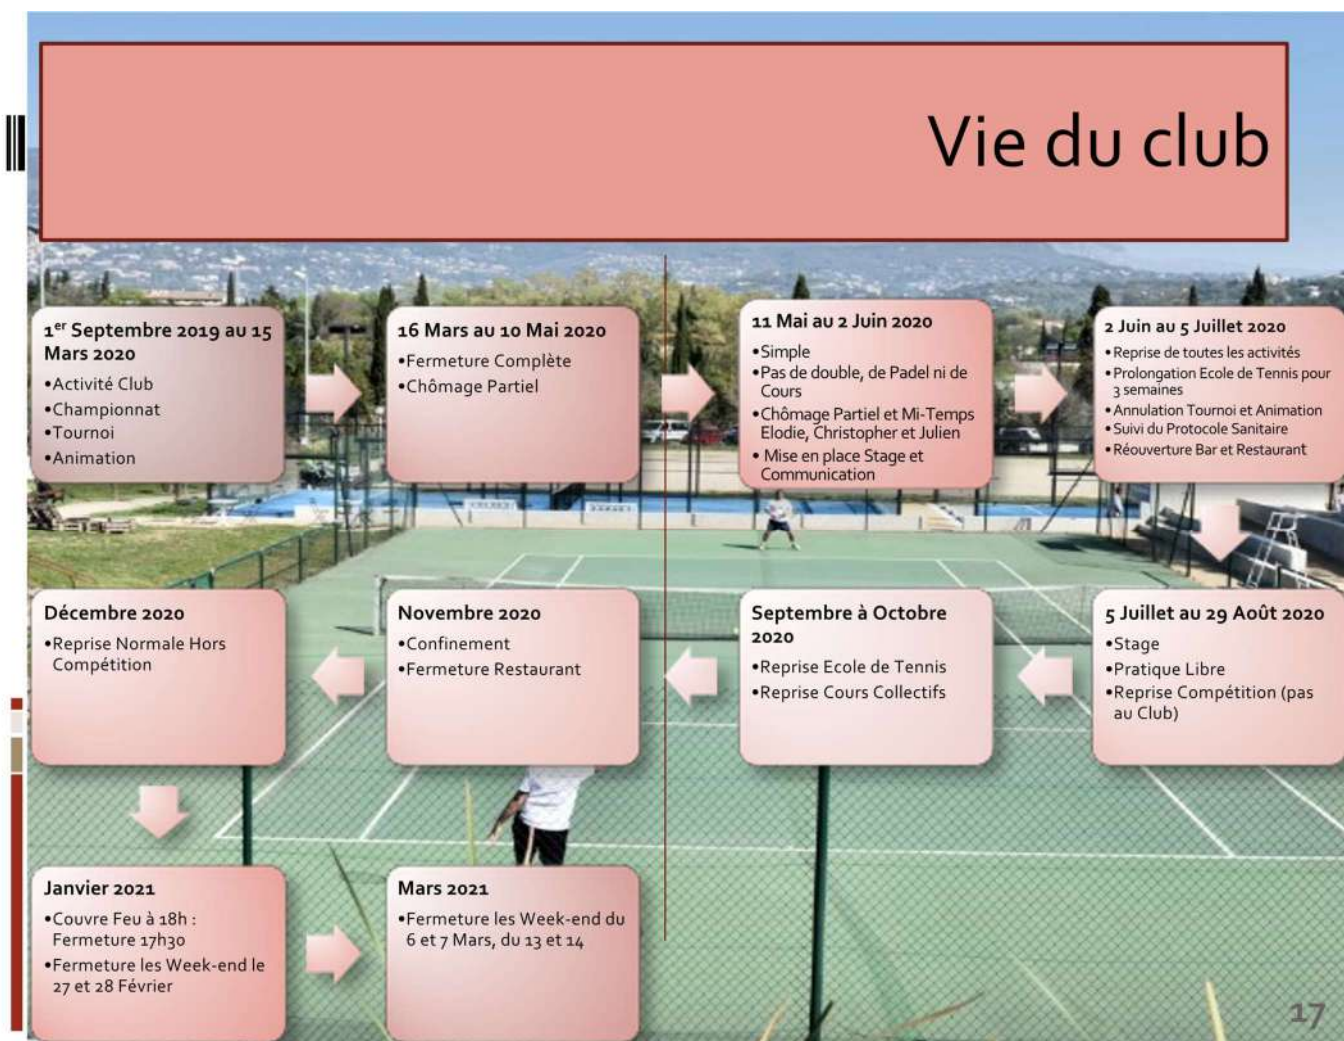 Vie du club
1er Septembre 2019 au 15
Mars 2020
•Activité Club
•Championnat
•Tournoi
•Animation
16 Mars au 10 Mai 2020
•Fermeture Complète
•Chômage Partiel
11 Mai au 2 Juin 2020
•Simple
•Pas de double, de Padel ni de
Cours
•Chômage Partiel et Mi-Temps
Elodie, Christopher et Julien
• Mise en place Stage et
Communication
2 Juin au 5 Juillet 2020
•Reprise de toutes les activités
•Prolongation Ecole de Tennis pour
3 semaines
•Annulation Tournoi et Animation
•Suivi du Protocole Sanitaire
•Réouverture Bar et Restaurant
5 Juillet au 29 Août 2020
•Stage
•Pratique Libre
•Reprise Compétition (pas
au Club)
Septembre à Octobre
2020
•Reprise Ecole de Tennis
•Reprise Cours Collectifs
Novembre 2020
•Confinement
•Fermeture Restaurant
Décembre 2020
•Reprise Normale Hors
Compétition
Janvier 2021
•Couvre Feu à 18h :
Fermeture 17h30
•Fermeture les Week-end le
27 et 28 Février
Mars 2021
•Fermeture les Week-end du
6 et 7 Mars, du 13 et 14
17